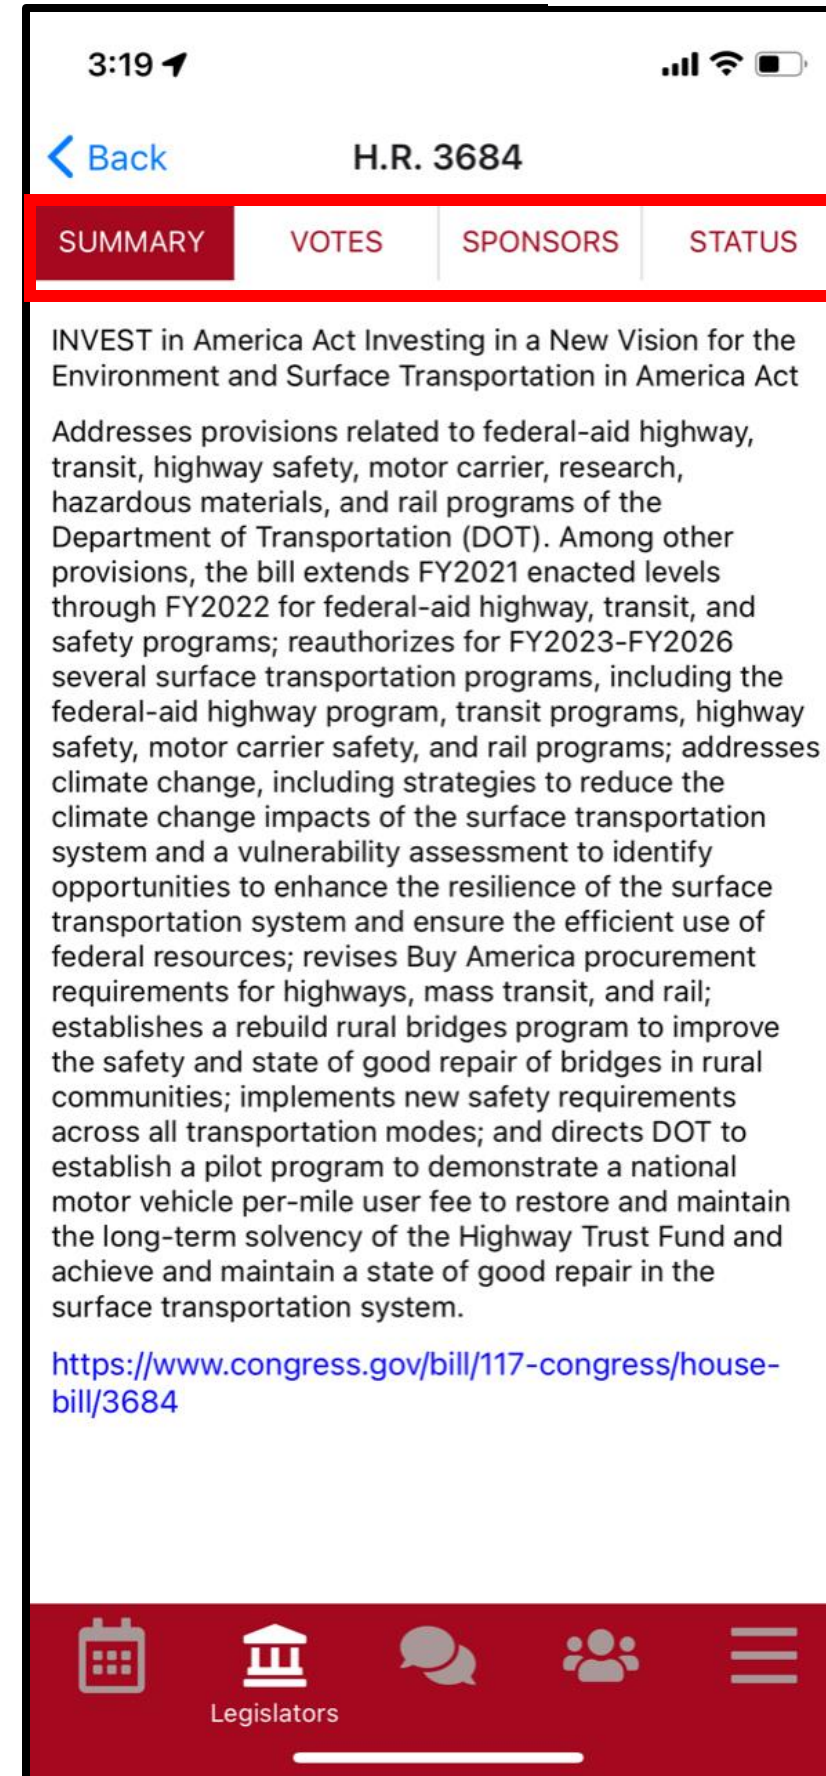 3:19
Back
H.R. 3684
SUMMARY VOTES SPONSORS STATUS
INVEST in America Act Investing in a New Vision for the
Environment and Surface Transportation in America Act
Addresses provisions related to federal-aid highway,
transit, highway safety, motor carrier, research,
hazardous materials, and rail programs of the
Department of Transportation (DOT). Among other
provisions, the bill extends FY2021 enacted levels
through FY2022 for federal-aid highway, transit, and
safety programs; reauthorizes for FY2023-FY2026
several surface transportation programs, including the
federal-aid highway program, transit programs, highway
safety, motor carrier safety, and rail programs; addresses
climate change, including strategies to reduce the
climate change impacts of the surface transportation
system and a vulnerability assessment to identify
opportunities to enhance the resilience of the surface
transportation system and ensure the efficient use of
federal resources; revises Buy America procurement
requirements for highways, mass transit, and rail;
establishes a rebuild rural bridges program to improve
the safety and state of good repair of bridges in rural
communities; implements new safety requirements
across all transportation modes; and directs DOT to
establish a pilot program to demonstrate a national
motor vehicle per-mile user fee to restore and maintain
the long-term solvency of the Highway Trust Fund and
achieve and maintain a state of good repair in the
surface transportation system.
https://www.congress.gov/bill/117-congress/house-
bill/3684
Legislators